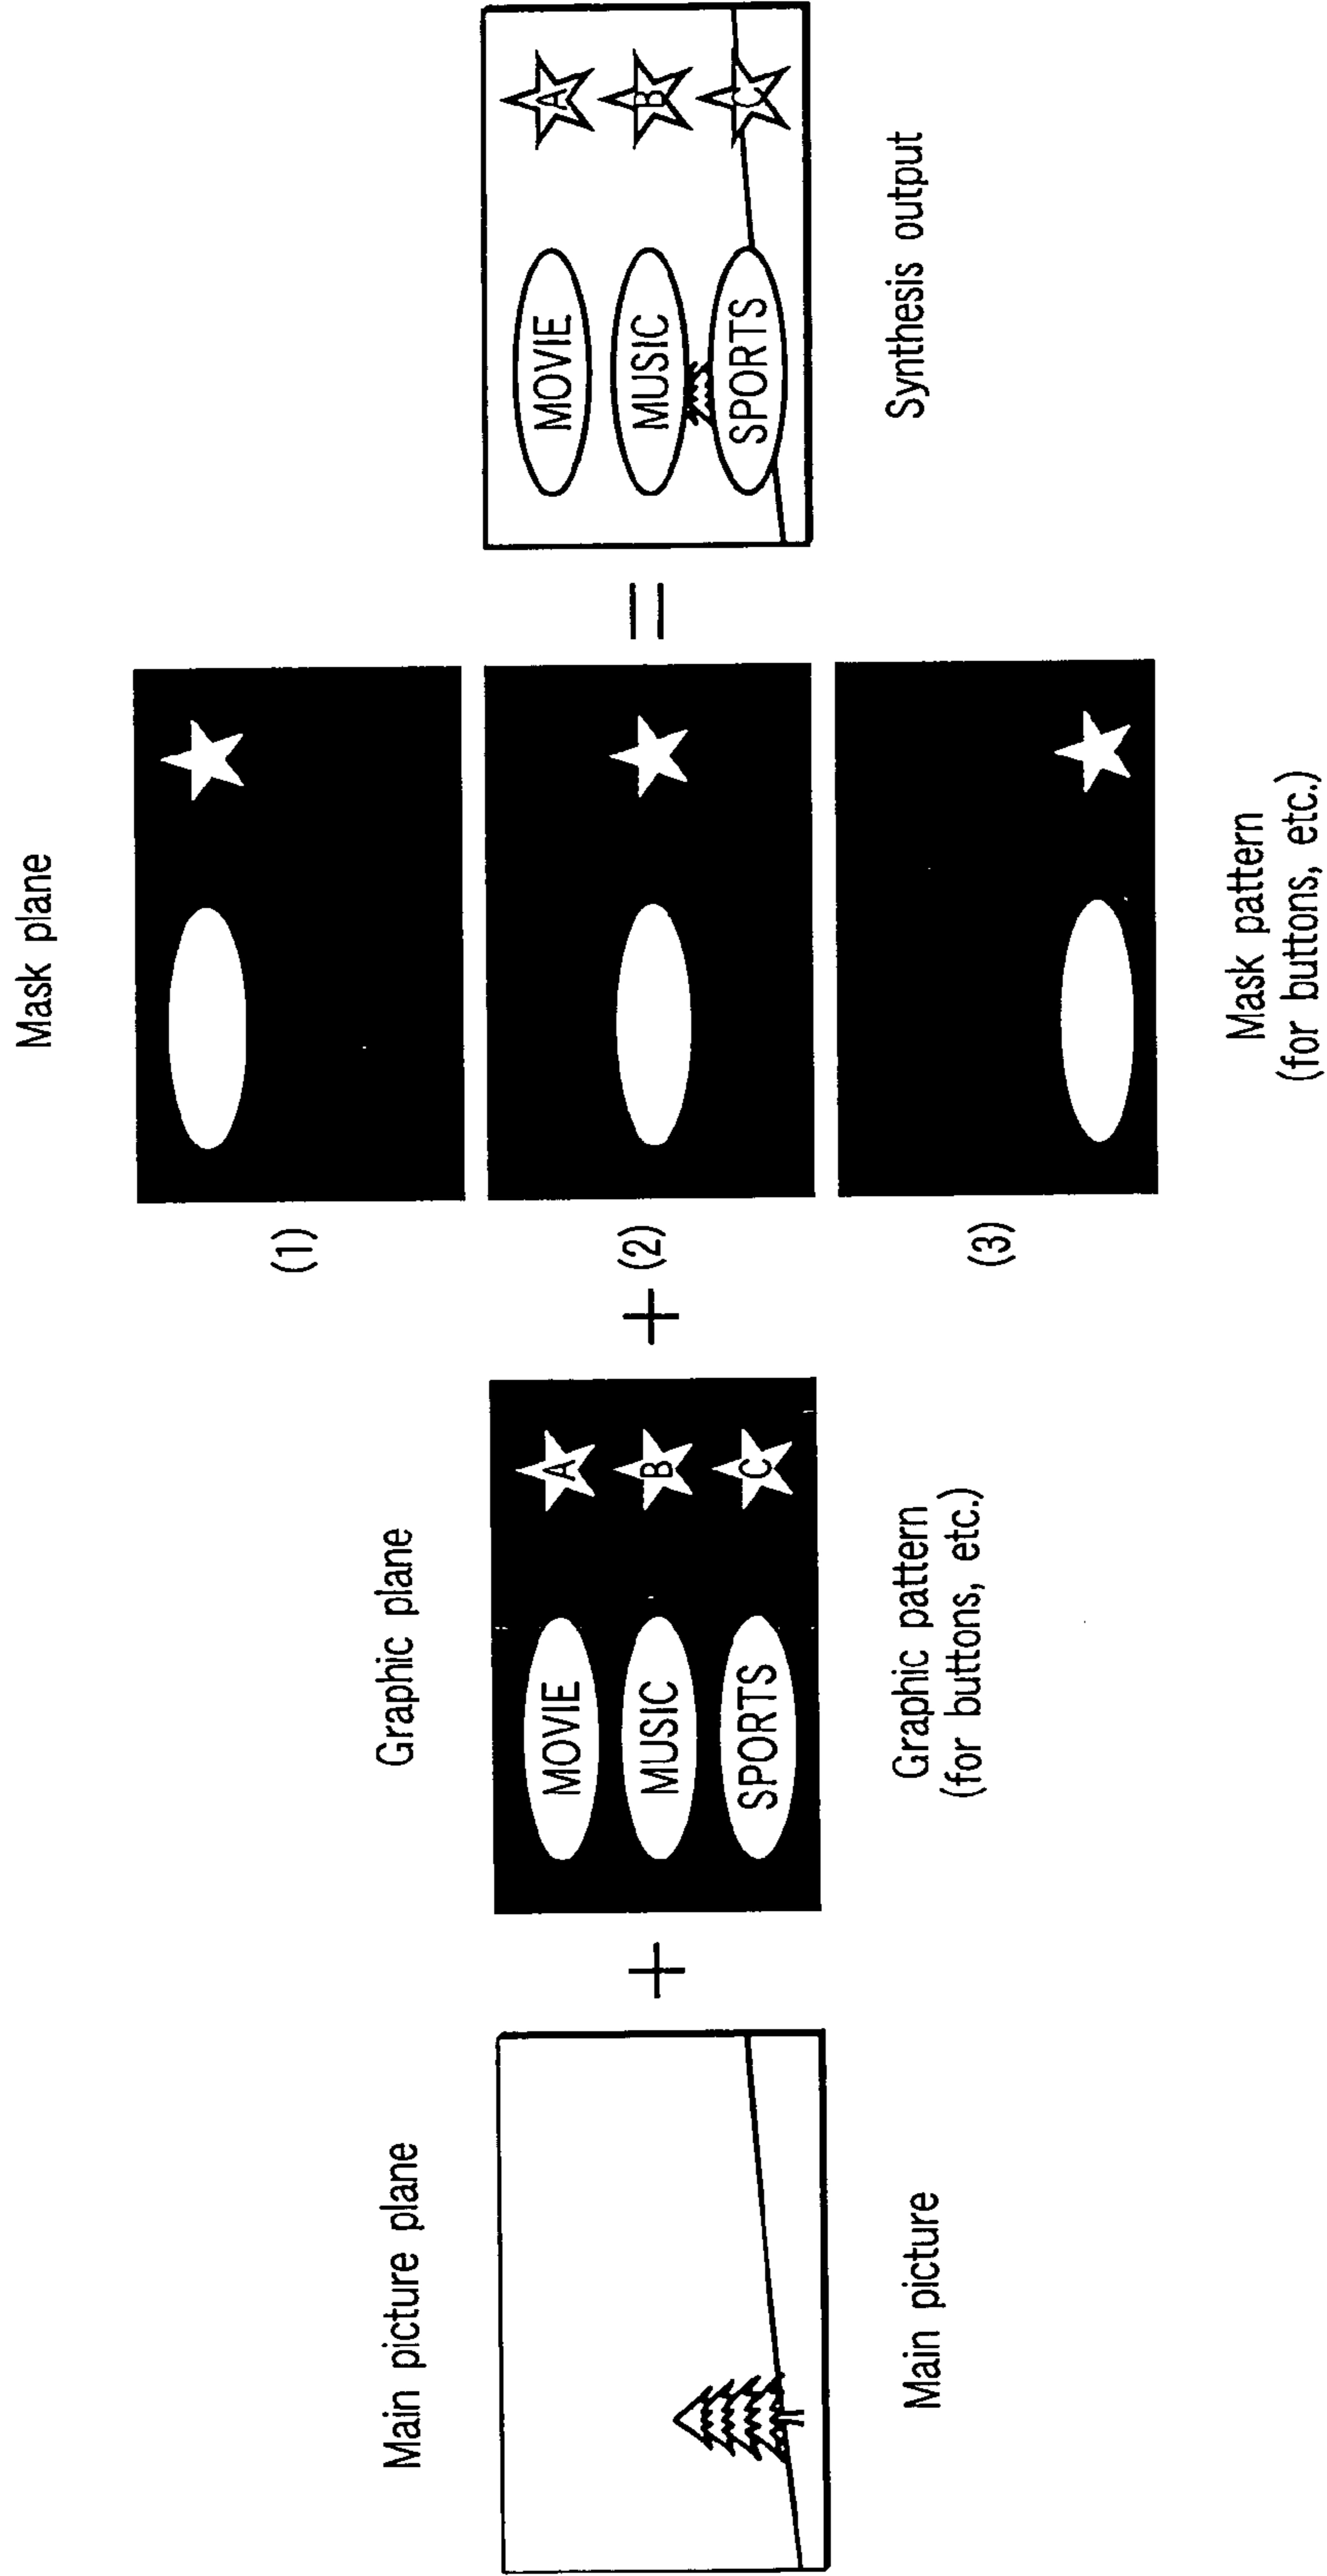 Main picture plane
Main picture
+
Graphic plane
MOVIE
A
MUSIC
B
SPORTS
C
Graphic pattern
(for buttons, etc.)
+
Mask plane
(1)
(2)
(3)
Mask pattern
(for buttons, etc.)
=
MOVIE
A
MUSIC
B
SPORTS
C
Synthesis output